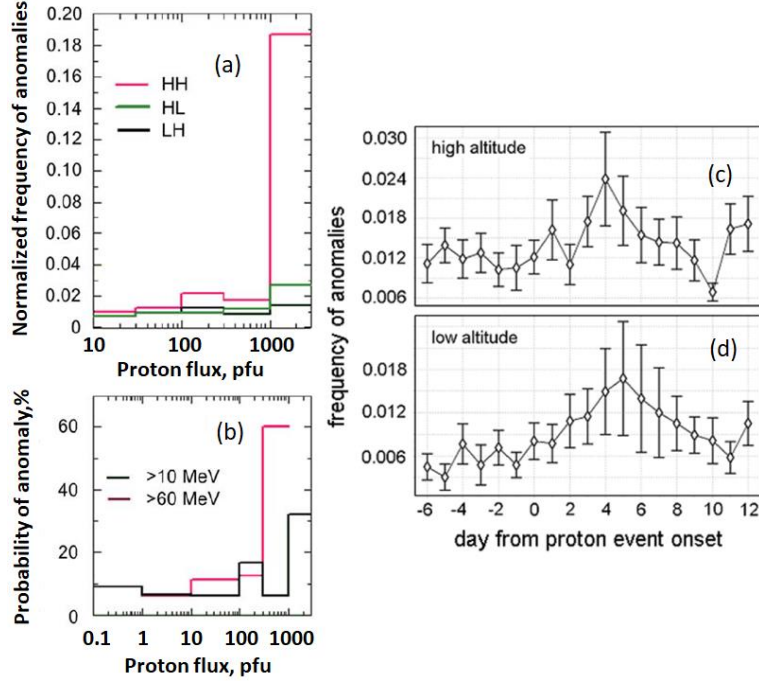 Normalized frequency of anomalies
0.20
0.18
0.16
0.14
0.12
0.10
0.08
0.06
0.04
0.02
0
(a)
HH
HL
LH
10 100 1000
Proton flux, pfu
Probability of anomaly,%
60
40
20
0
(b)
>10 MeV
>60 MeV
0.1 1 10 100 1000
Proton flux, pfu
frequency of anomalies
0.030
0.024
0.018
0.012
0.006
high altitude
(c)
0.018
0.012
0.006
low altitude
(d)
-6 -4 -2 0 2 4 6 8 10 12
day from proton event onset